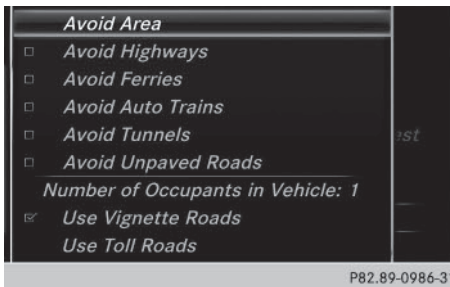 Avoid Area
Avoid Highways
Avoid Ferries
Avoid Auto Trains
Avoid Tunnels
Avoid Unpaved Roads
est
Number of Occupants in Vehicle: 1
Use Vignette Roads
Use Toll Roads
P82.89-0986-31